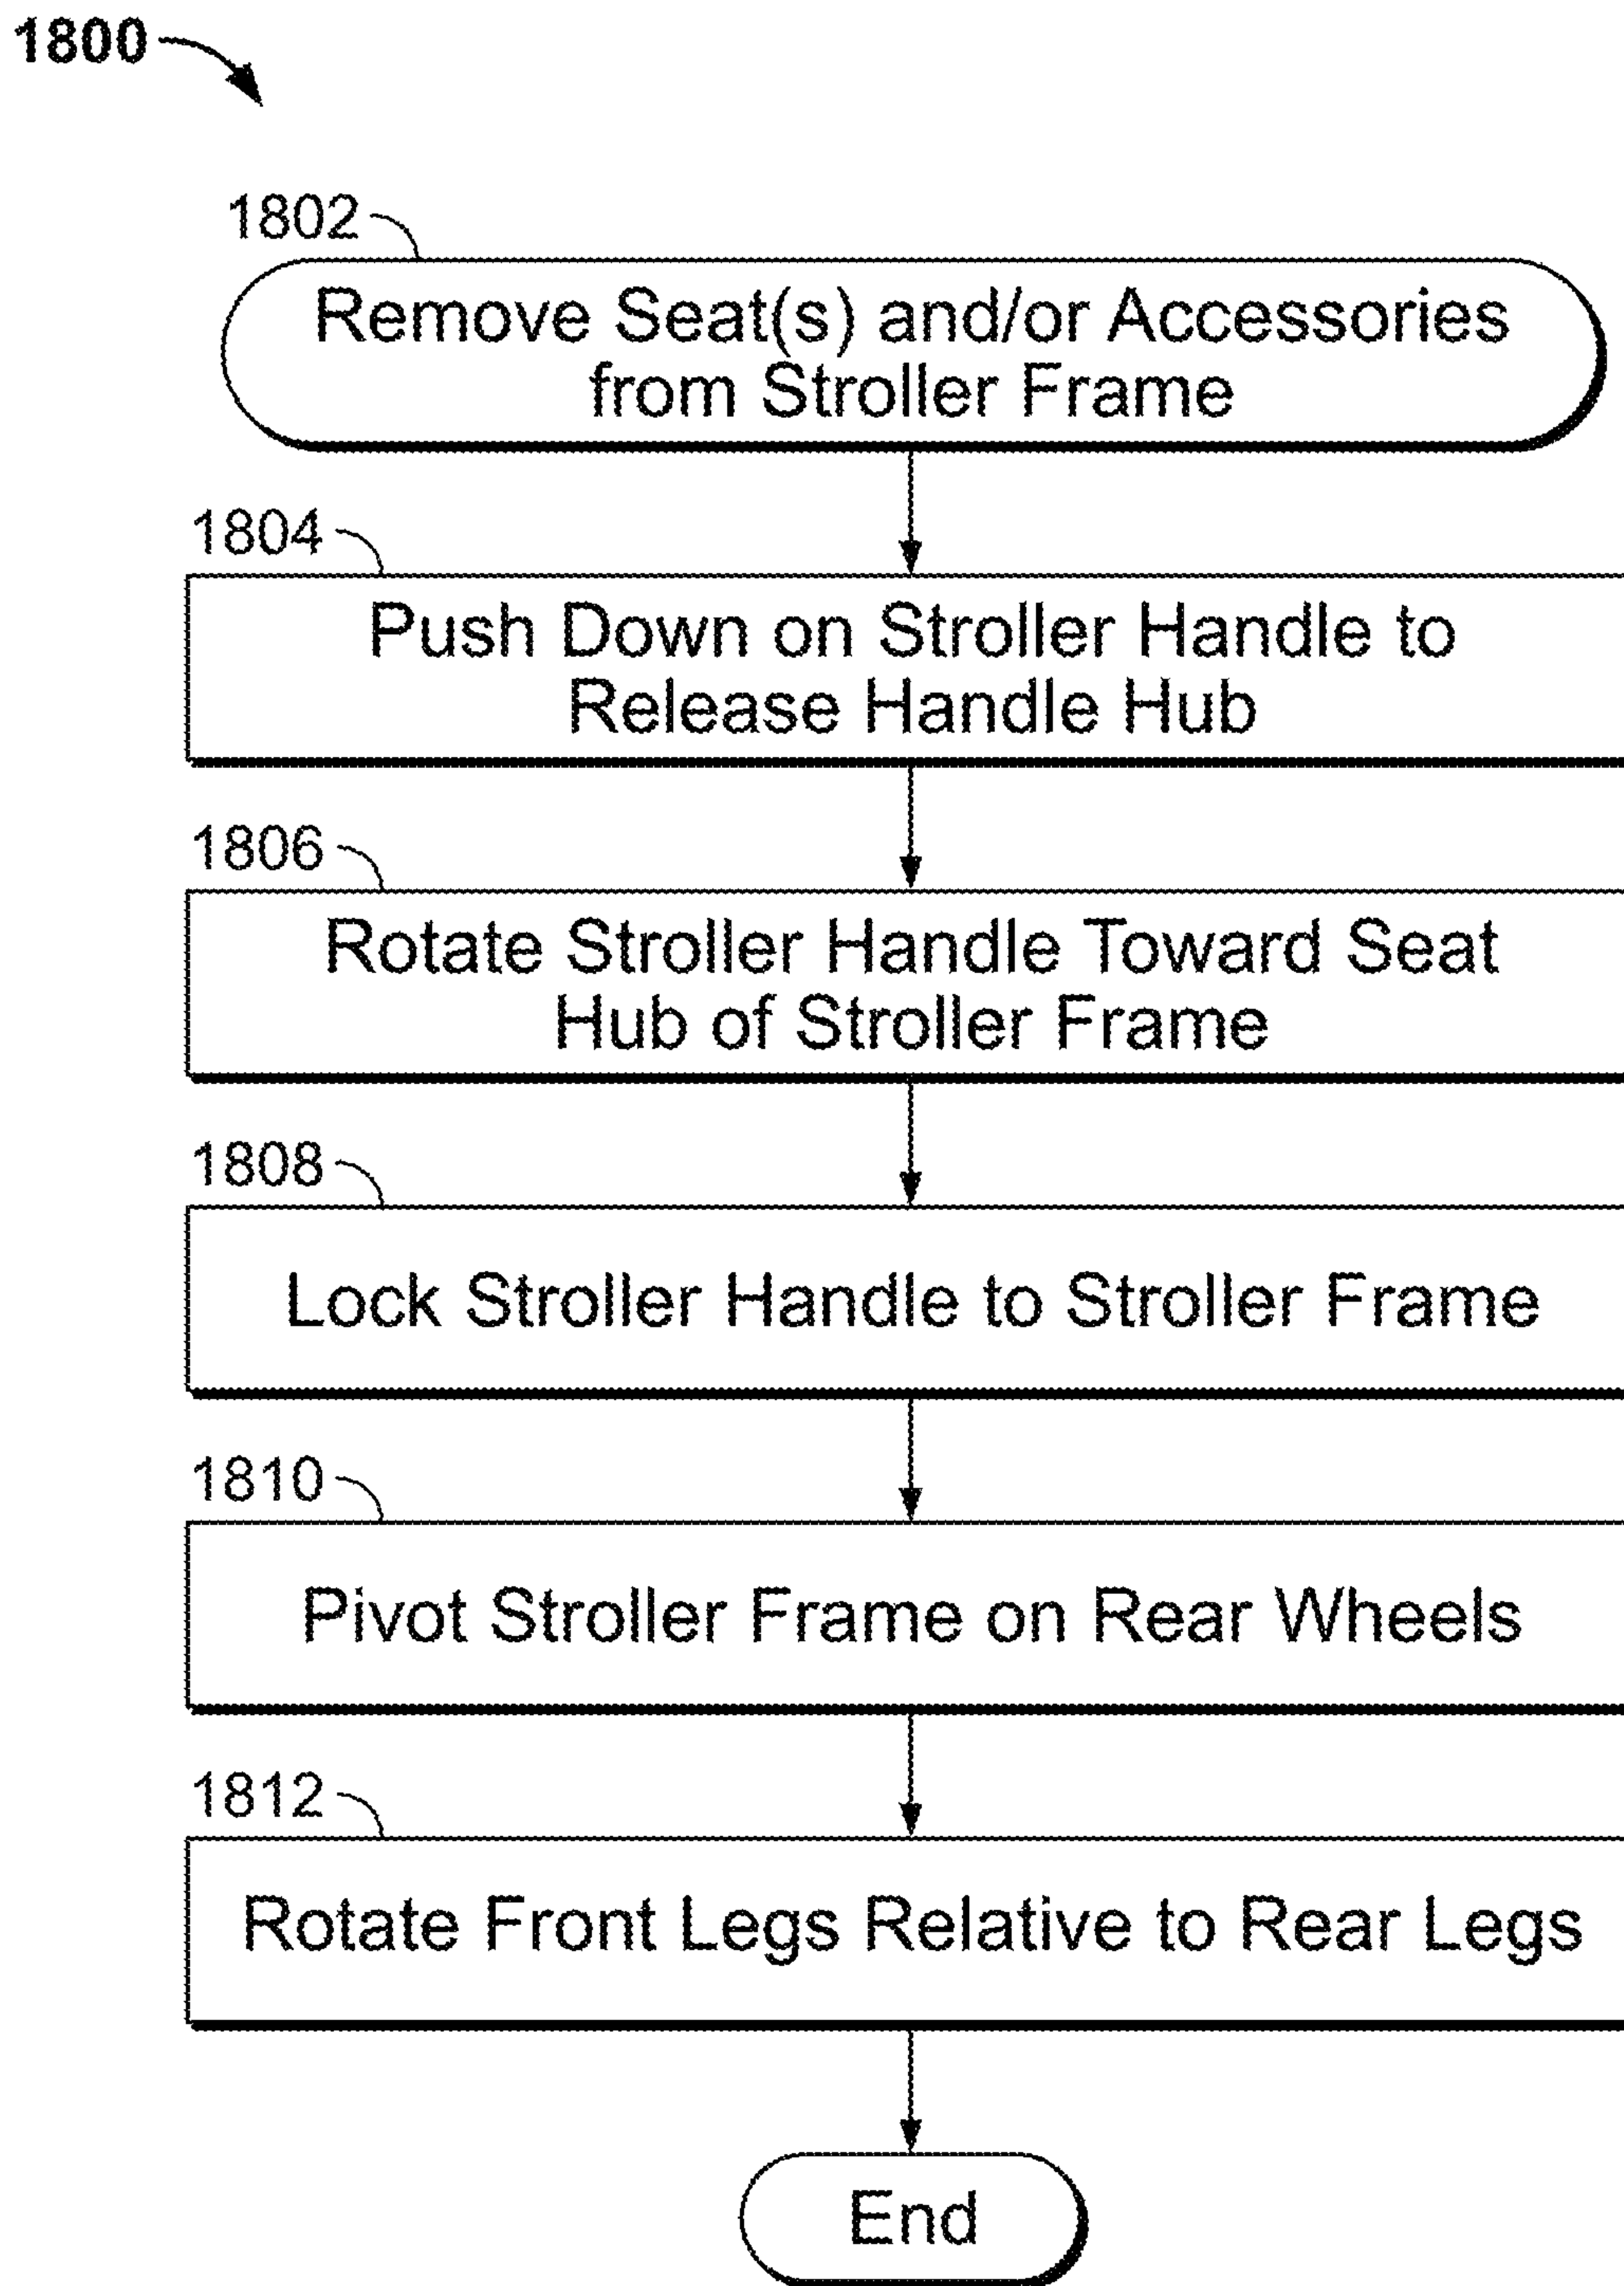 1800
1802
Remove Seat(s) and/or Accessories
from Stroller Frame
1804
Push Down on Stroller Handle to
Release Handle Hub
1806
Rotate Stroller Handle Toward Seat
Hub of Stroller Frame
1808
Lock Stroller Handle to Stroller Frame
1810
Pivot Stroller Frame on Rear Wheels
1812
Rotate Front Legs Relative to Rear Legs
End